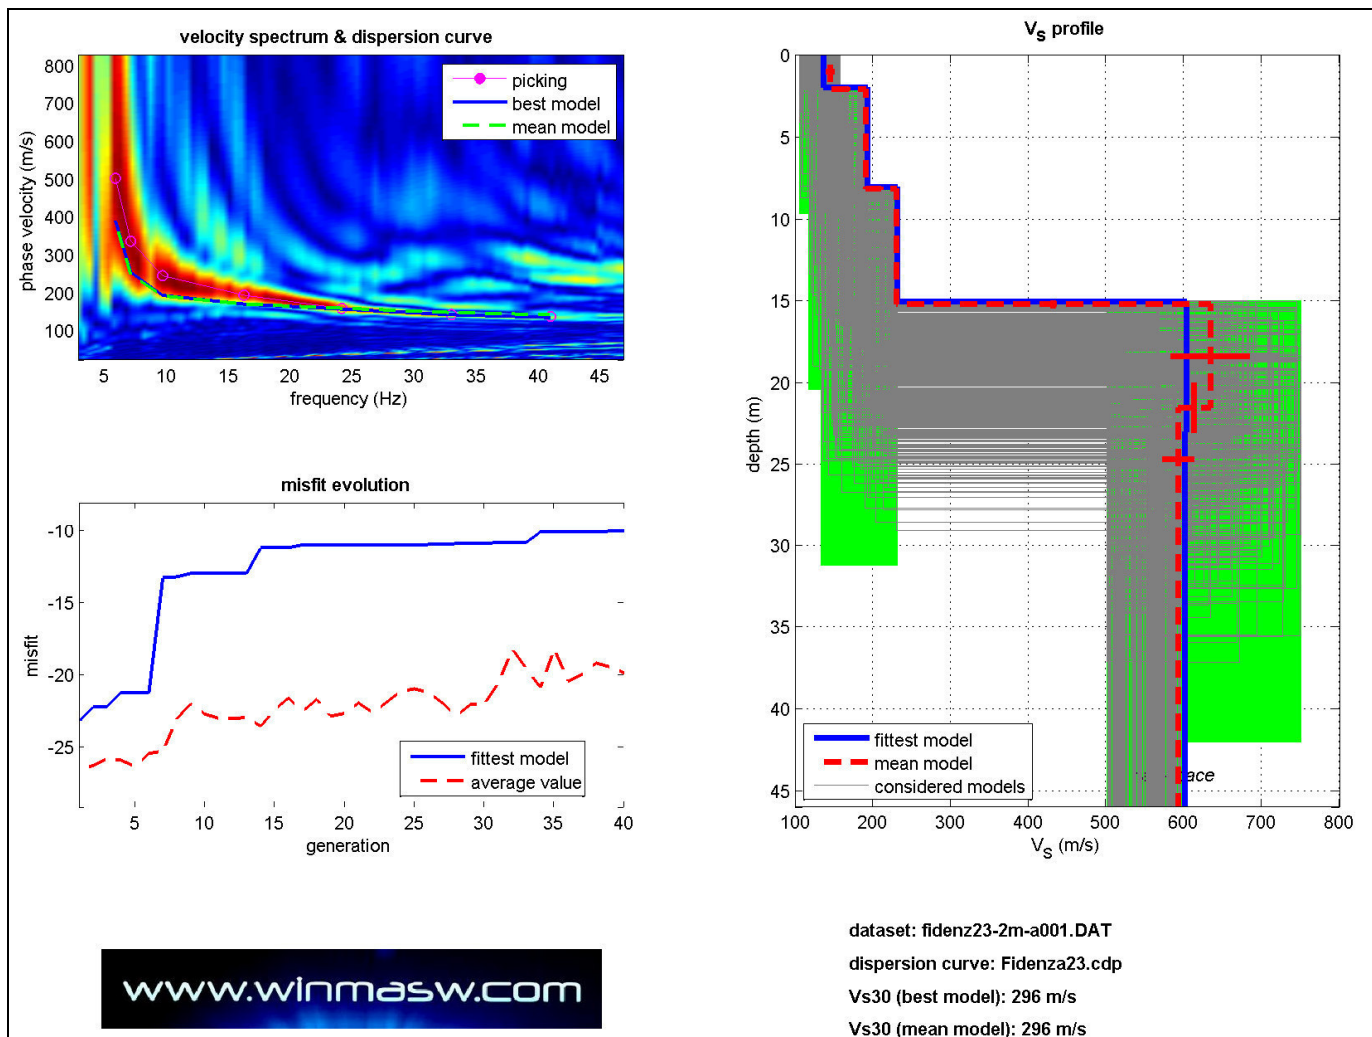 velocity spectrum & dispersion curve
800
700
600
500
400
300
200
100
phase velocity (m/s)
picking
best model
mean model
5 10 15 20 25 30 35 40 45
frequency (Hz)
misfit evolution
-10
-15
-20
-25
misfit
fittest model
average value
5 10 15 20 25 30 35 40
generation
www.winmasw.com
VS profile
0
5
10
15
20
25
30
35
40
45
depth (m)
fittest model
mean model
considered models
100 200 300 400 500 600 700 800
VS (m/s)
dataset: fidenz23-2m-a001.DAT
dispersion curve: Fidenza23.cdp
Vs30 (best model): 296 m/s
Vs30 (mean model): 296 m/s